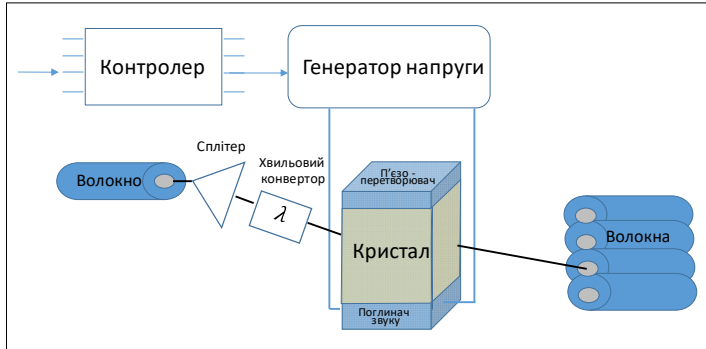 Контролер
Генератор напруги
Сплітер
Хвильовий
конвертор
П'єзо -
перетворювач
Волокно
λ
Волокна
Кристал
Поглинач
звуку